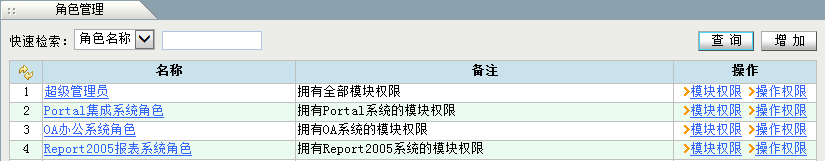 角色管理
快速检索： 角色名称 查 询 增 加
名称 备注 操作
1 超级管理员 拥有全部模块权限 模块权限 操作权限
2 Portal集成系统角色 拥有Portal系统的模块权限 模块权限 操作权限
3 OA办公系统角色 拥有OA系统的模块权限 模块权限 操作权限
4 Report2005报表系统角色 拥有Report2005系统的模块权限 模块权限 操作权限